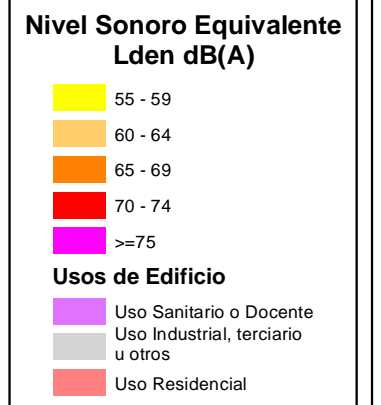 Nivel Sonoro Equivalente
Lden dB(A)
55 - 59
60 - 64
65 - 69
70 - 74
>=75
Usos de Edificio
Uso Sanitario o Docente
Uso Industrial, terciario
u otros
Uso Residencial